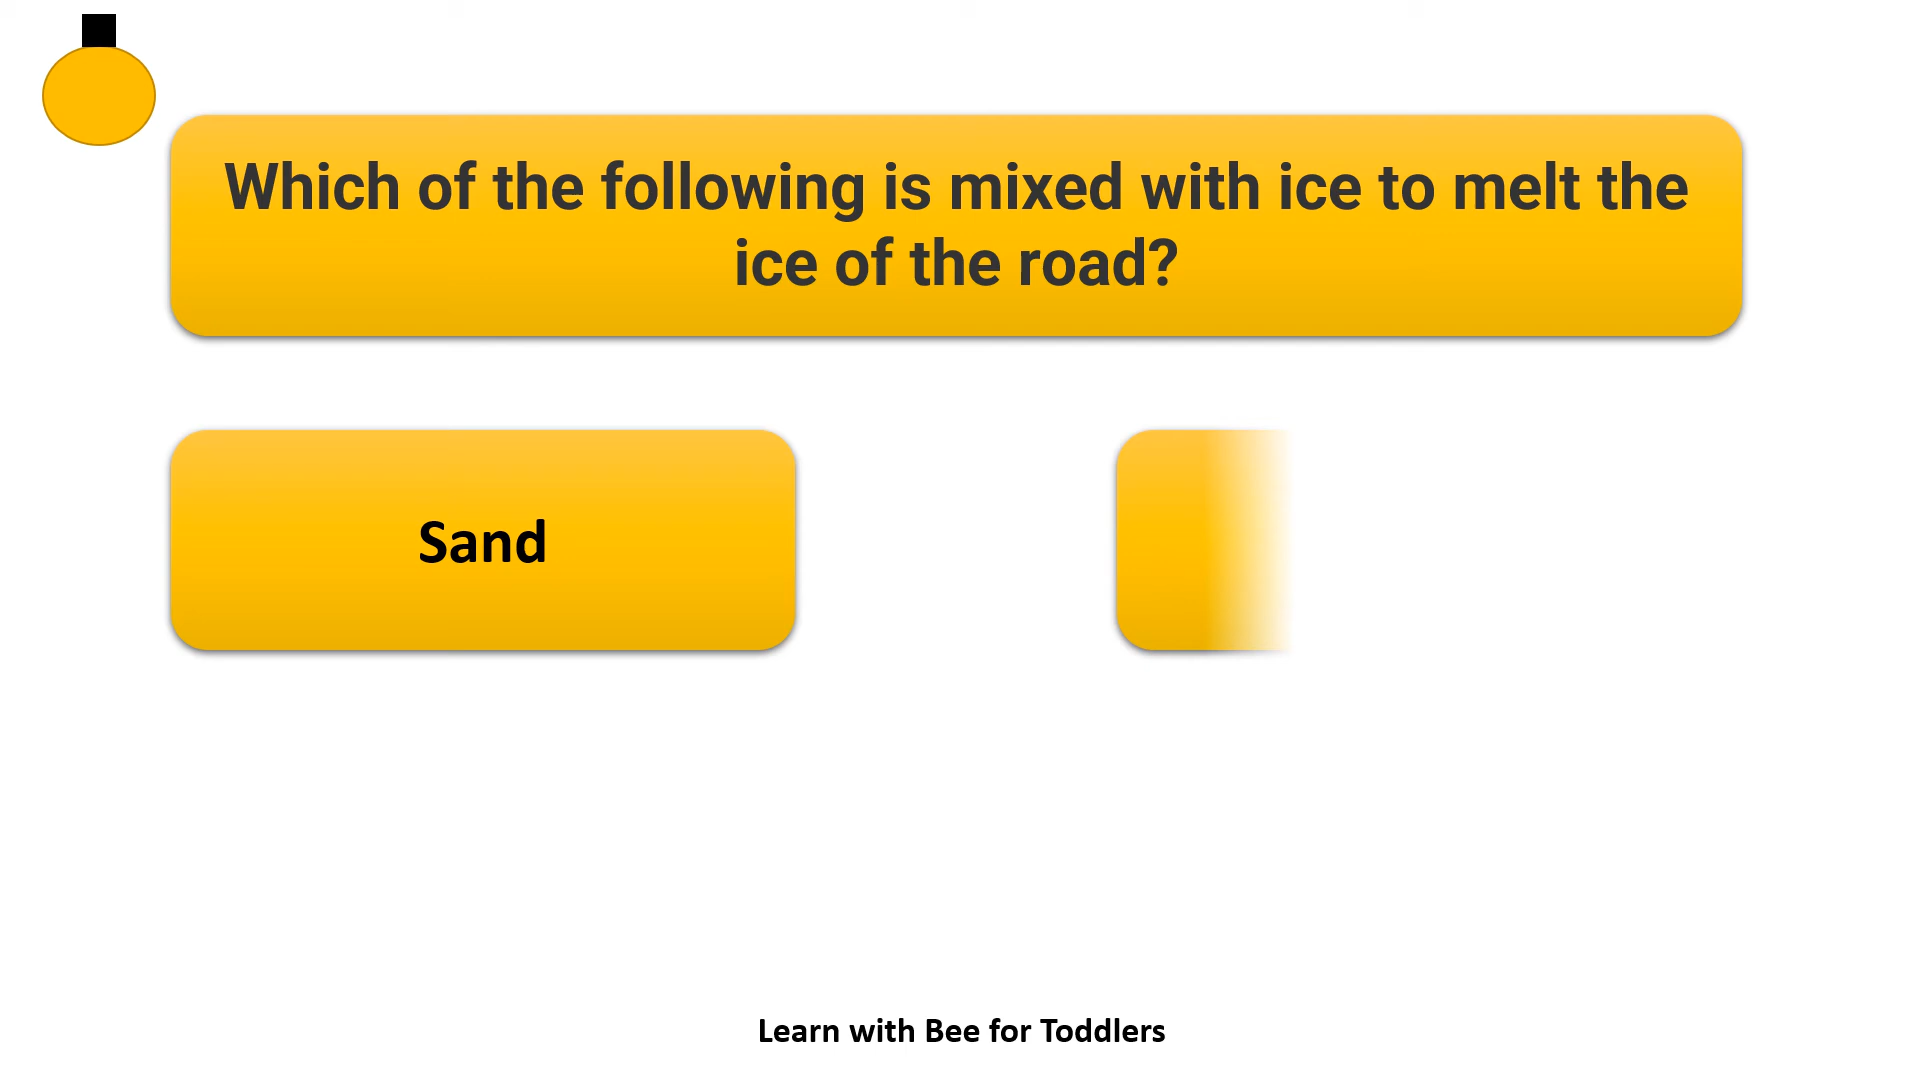 Which of the following is mixed with ice to melt the
ice of the road?
Sand
Learn with Bee for Toddlers